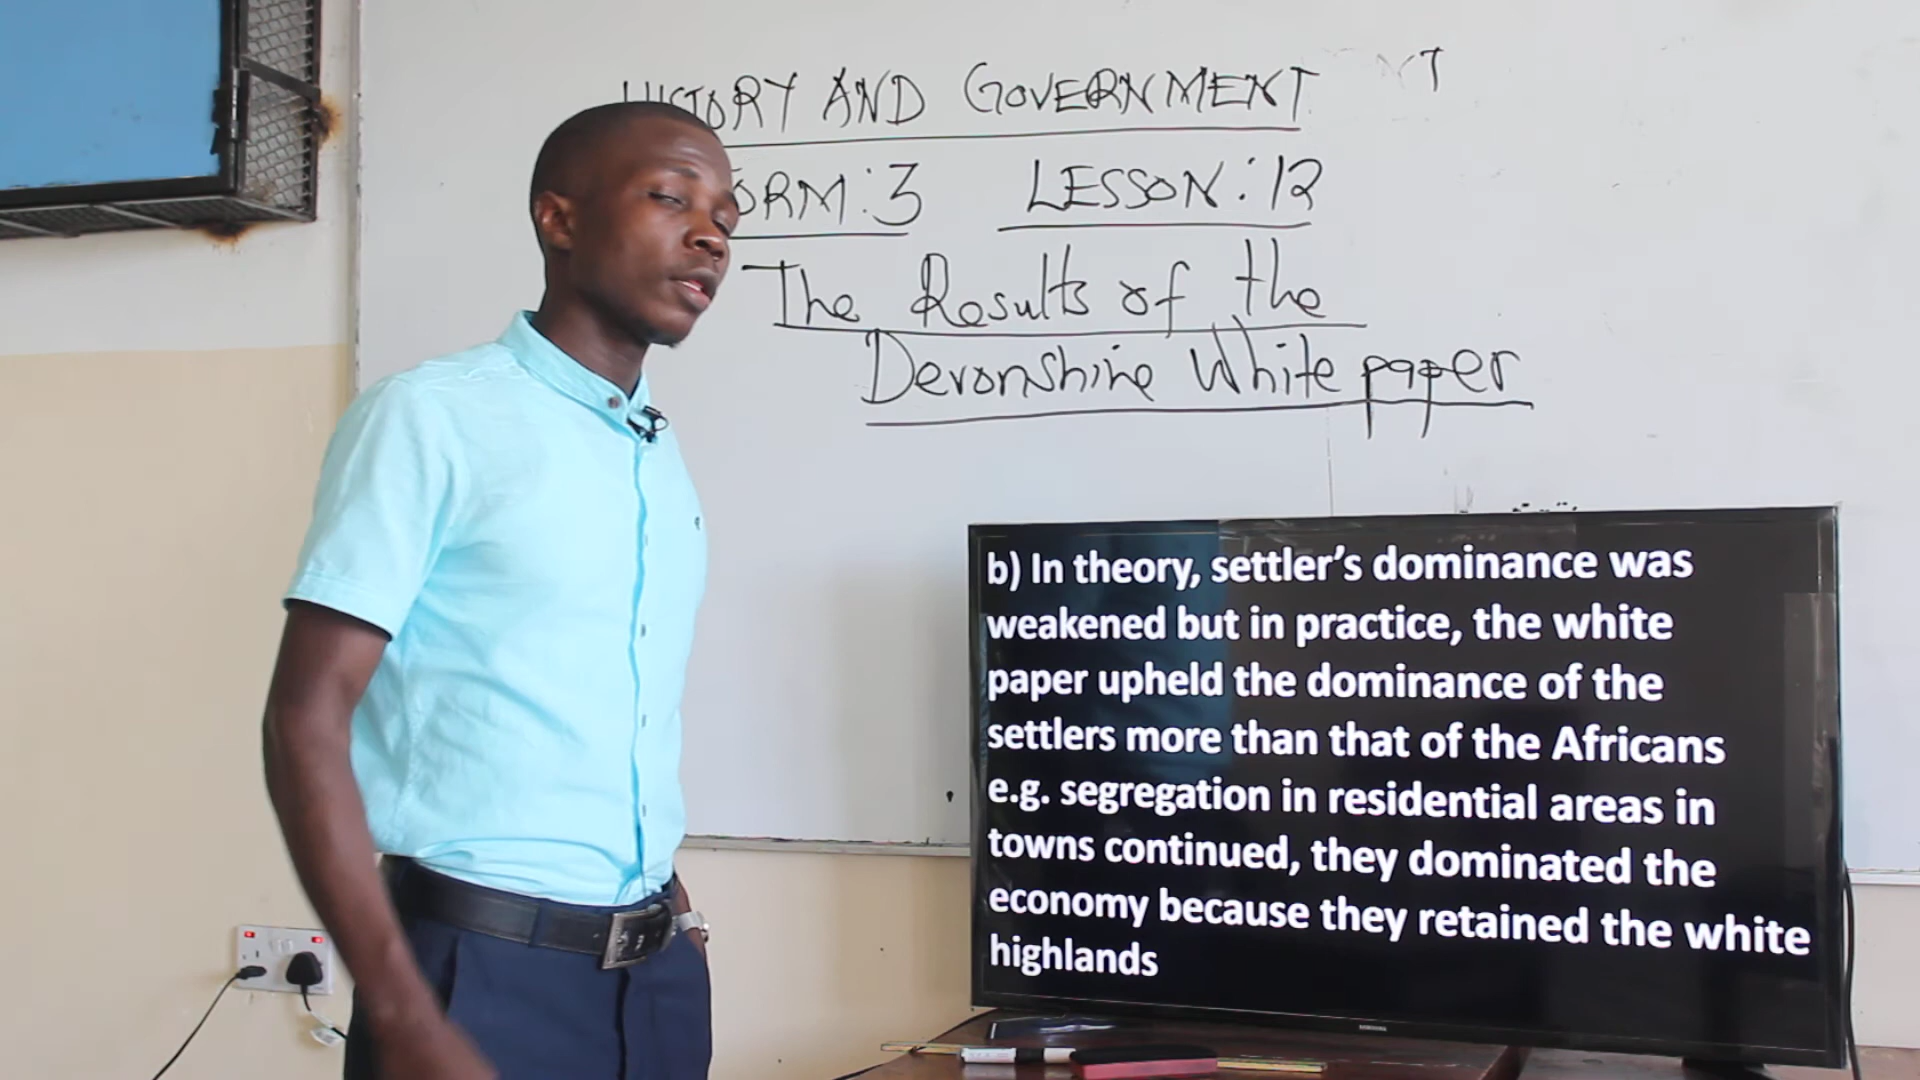 HISTORY AND GOVERNMENT
FORM: 3 LESSON: 12
The Results of the
Devonshire White paper
b) In theory, settler's dominance was
weakened but in practice, the white
paper upheld the dominance of the
settlers more than that of the Africans
e.g. segregation in residential areas in
towns continued, they dominated the
economy because they retained the white
highlands
SAMSUNG